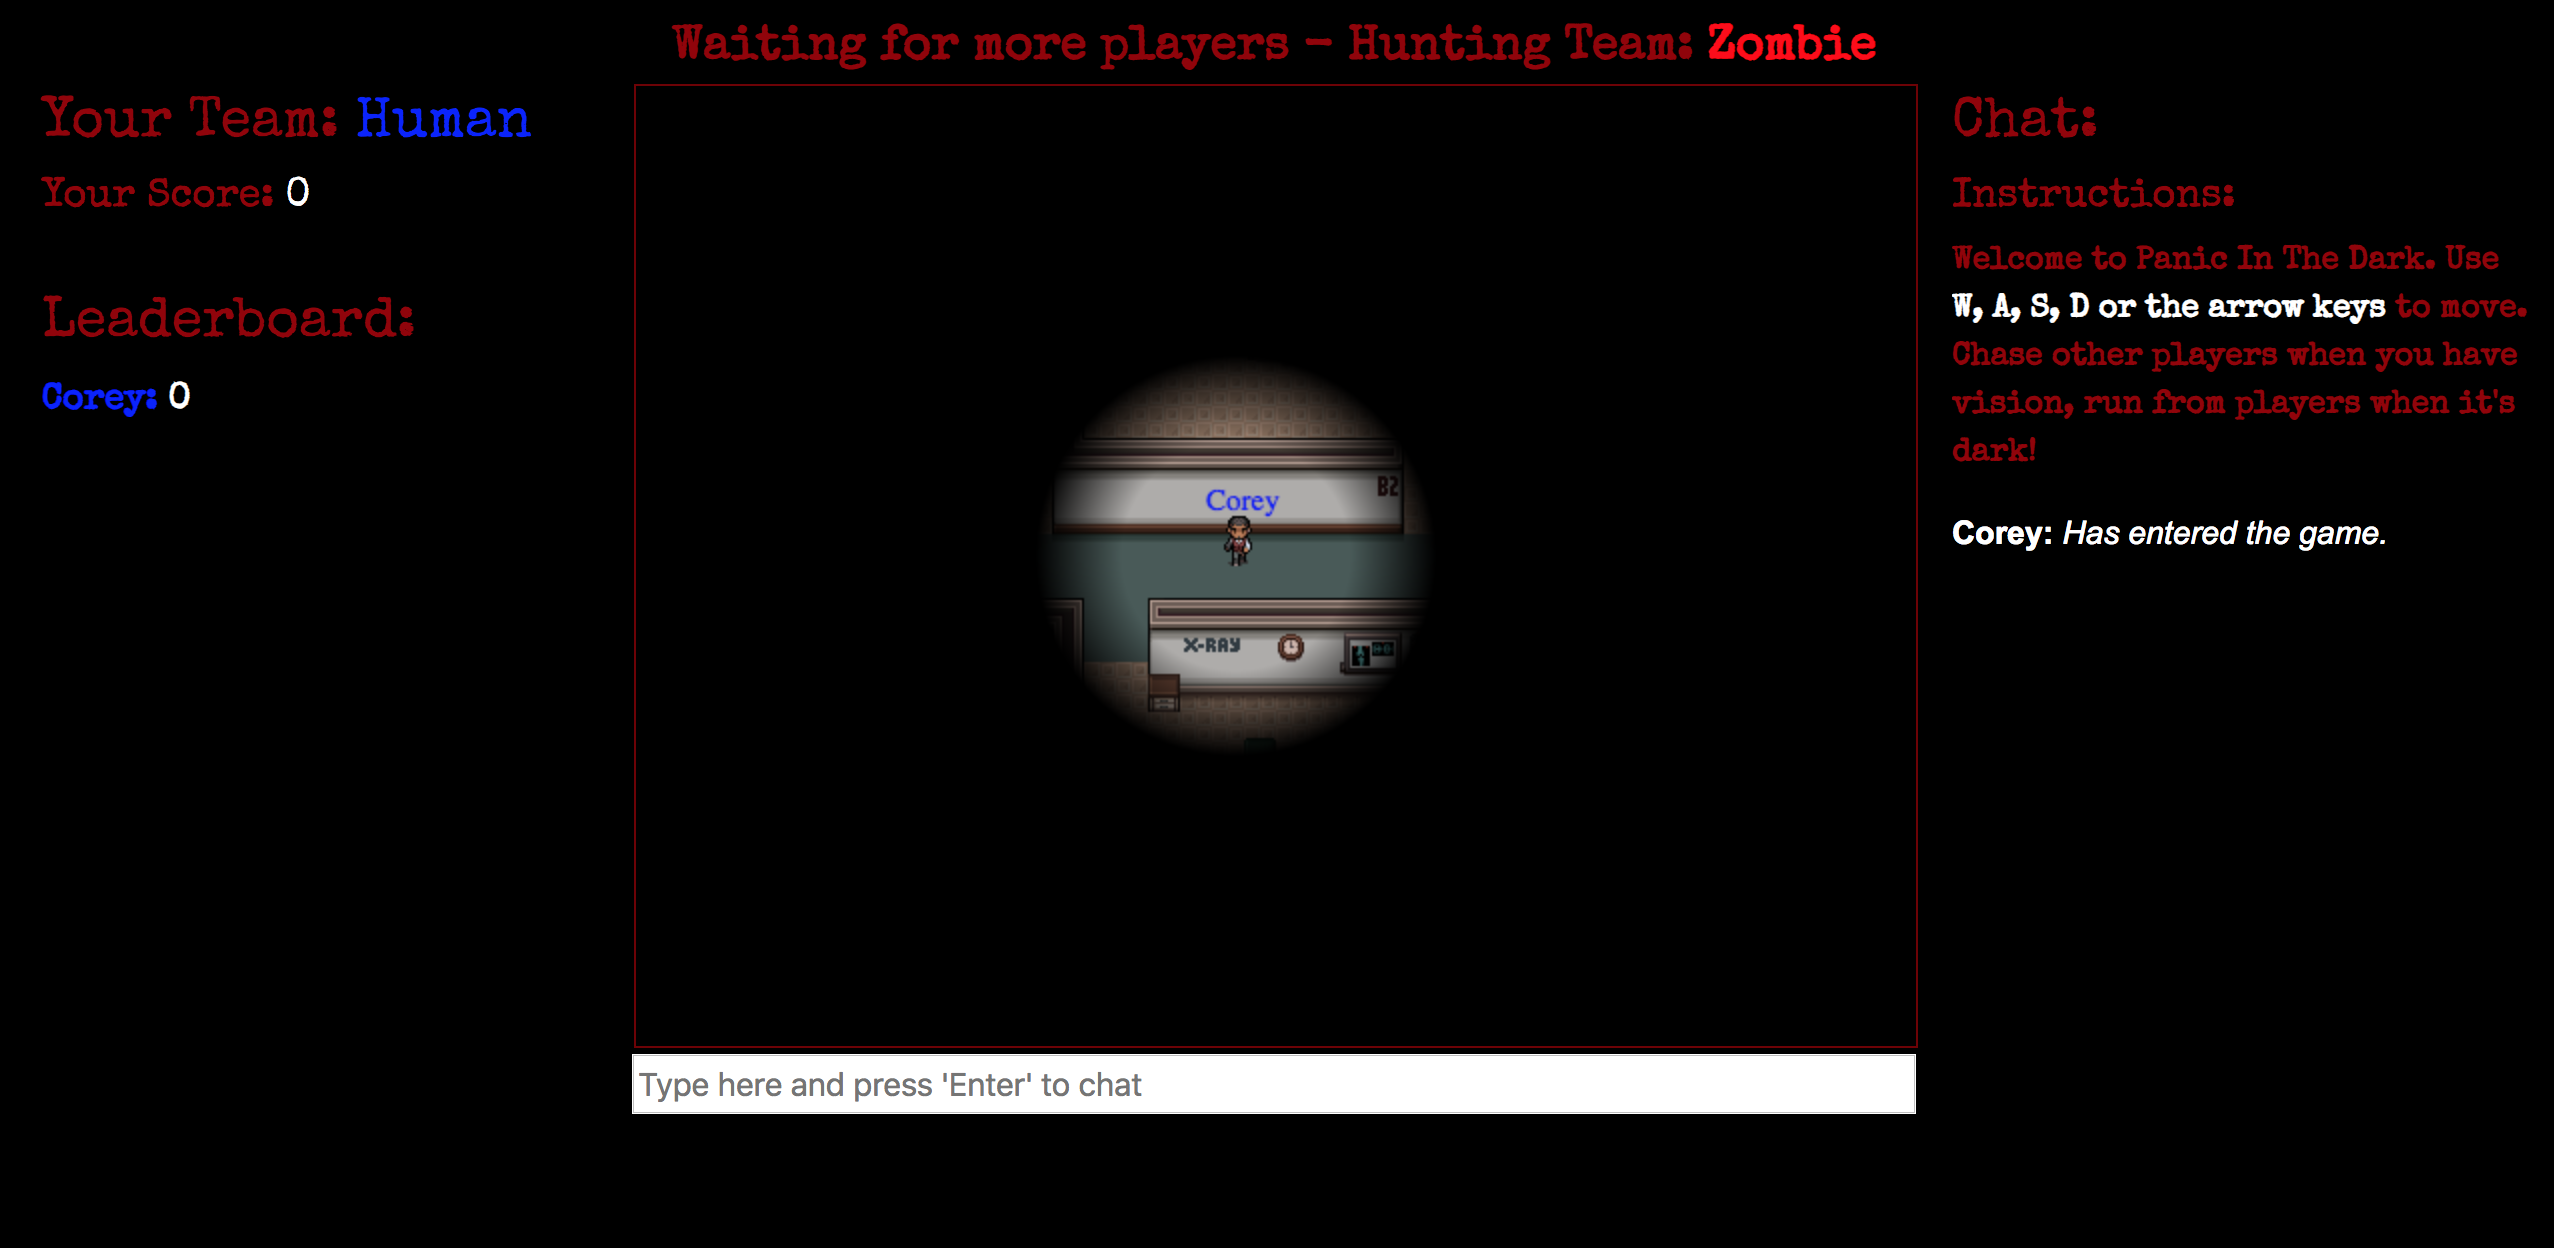 Waiting for more players - Hunting Team: Zombie
Your Team: Human
Your Score: 0
Leaderboard:
Corey: 0
B2
Corey
X-RAY
Type here and press 'Enter' to chat
Chat:
Instructions:
Welcome to Panic In The Dark. Use
W, A, S, D or the arrow keys to move.
Chase other players when you have
vision, run from players when it's
dark!
Corey: Has entered the game.